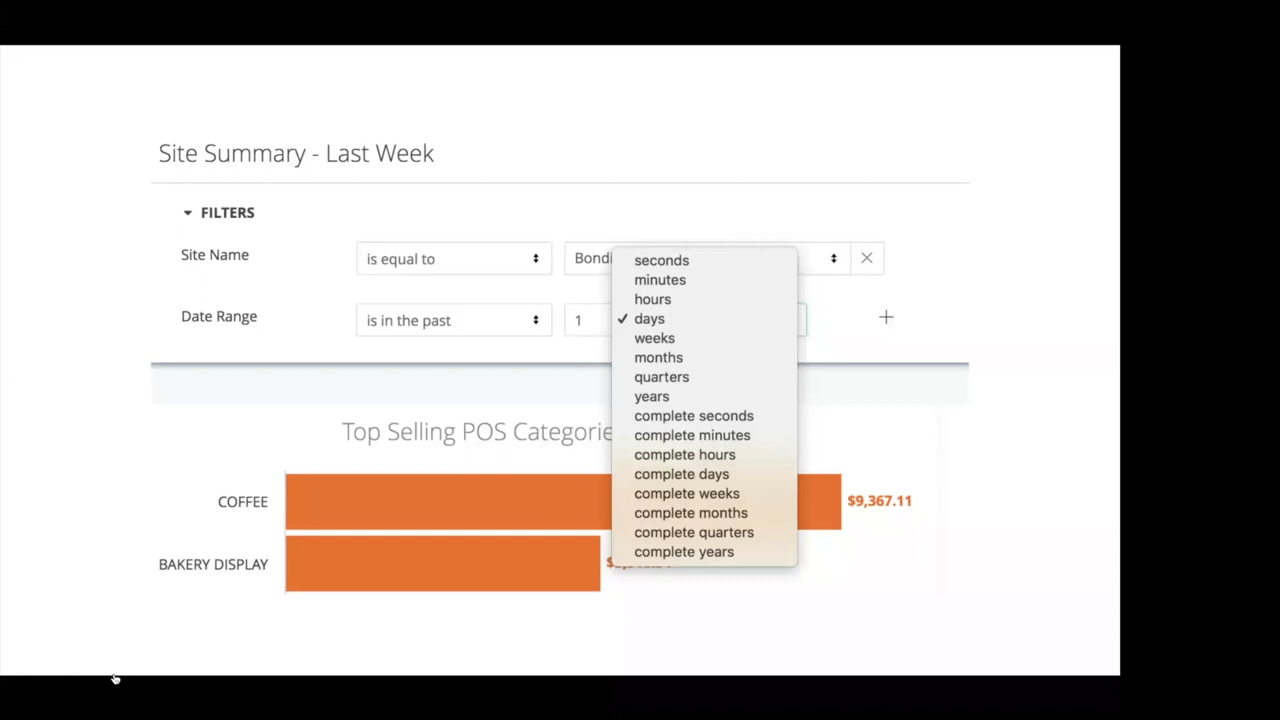 Site Summary - Last Week
FILTERS
Site Name
is equal to
Bondi
Date Range
is in the past
1
seconds
minutes
hours
days
weeks
months
quarters
years
complete seconds
complete minutes
complete hours
complete days
complete weeks
complete months
complete quarters
complete years
Top Selling POS Categorie
COFFEE
$9,367.11
BAKERY DISPLAY